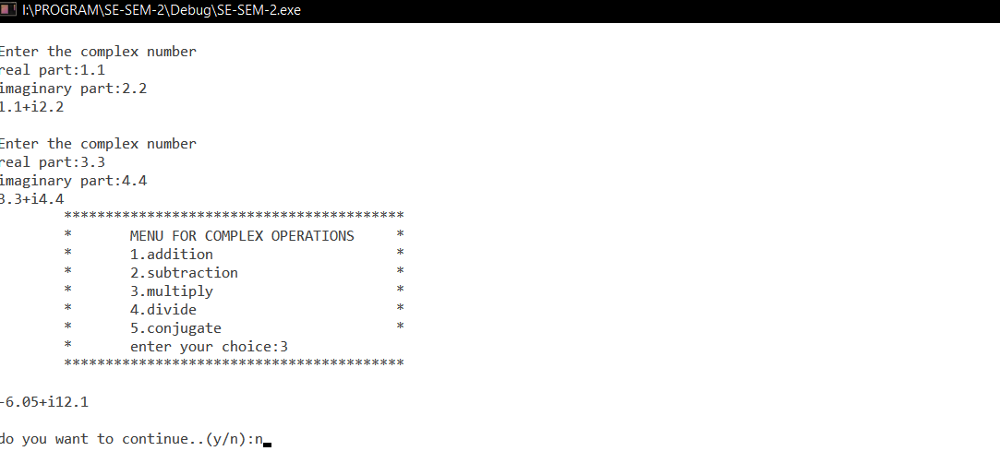 I:\PROGRAM\SE-SEM-2\Debug\SE-SEM-2.exe
Enter the complex number
real part:1.1
imaginary part:2.2
1.1+i2.2
Enter the complex number
real part:3.3
imaginary part:4.4
3.3+i4.4
*****************************************
* MENU FOR COMPLEX OPERATIONS *
* 1.addition *
* 2.subtraction *
* 3.multiply *
* 4.divide *
* 5.conjugate *
* enter your choice:3
*****************************************
-6.05+i12.1
do you want to continue..(y/n):n